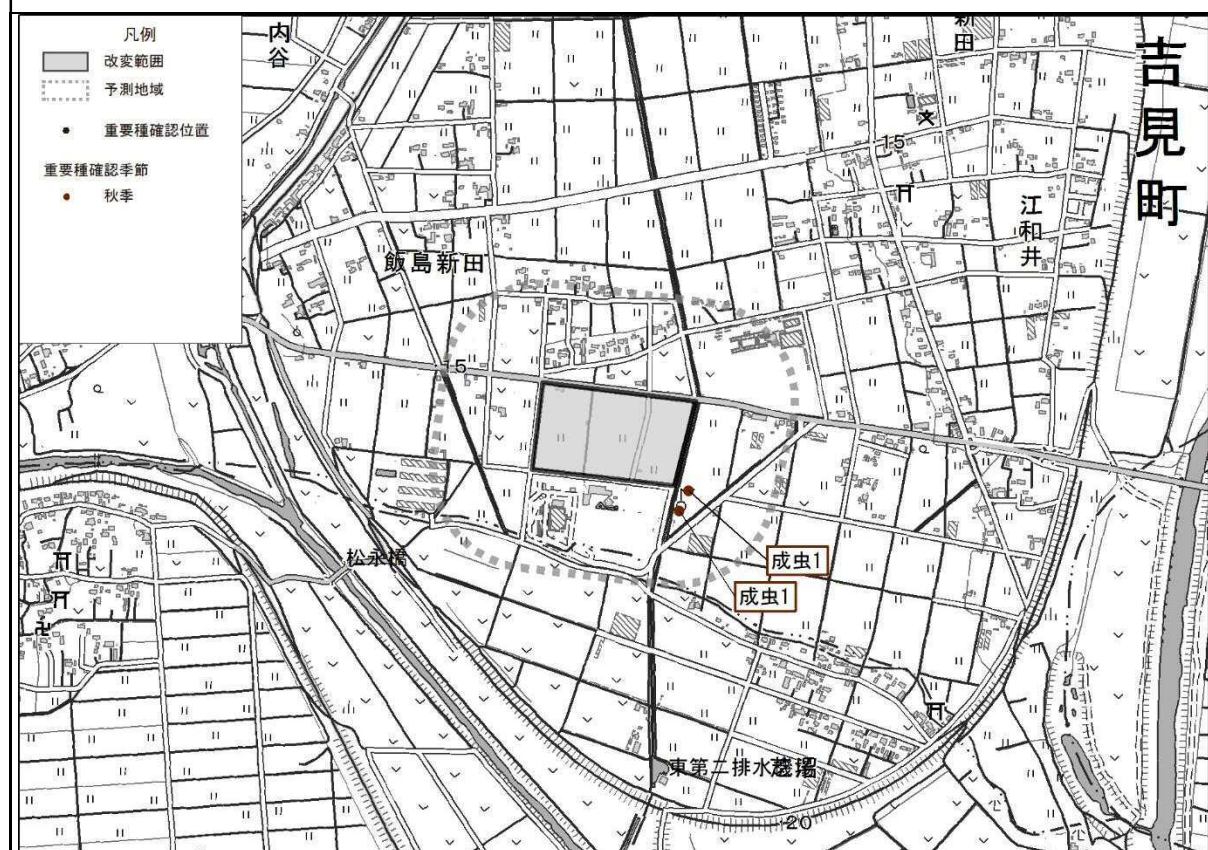 凡例
改変範囲
予測地域
重要種確認位置
重要種確認季節
秋季
内谷
新田
吉見町
15
江和井
飯島新田
15
成虫1
成虫1
松永橋
東第二排水機場
20